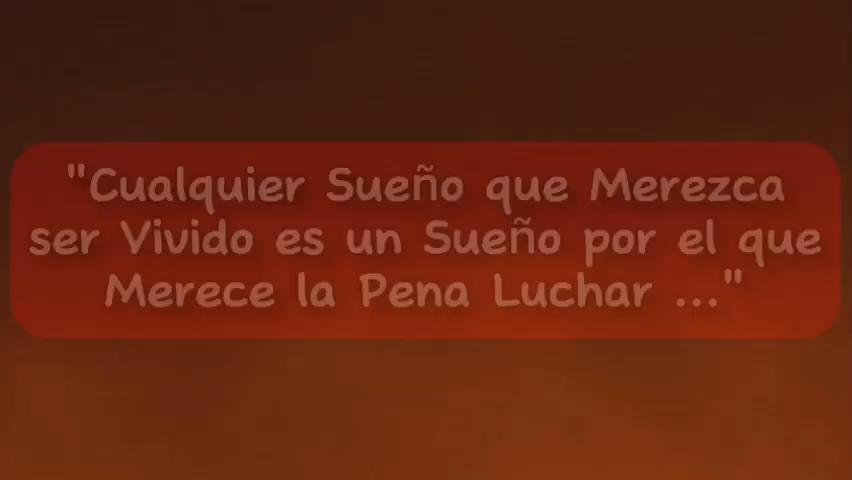 "Cualquier Sueño que Merezca
ser Vivido es un Sueño por el que
Merece la Pena Luchar ..."